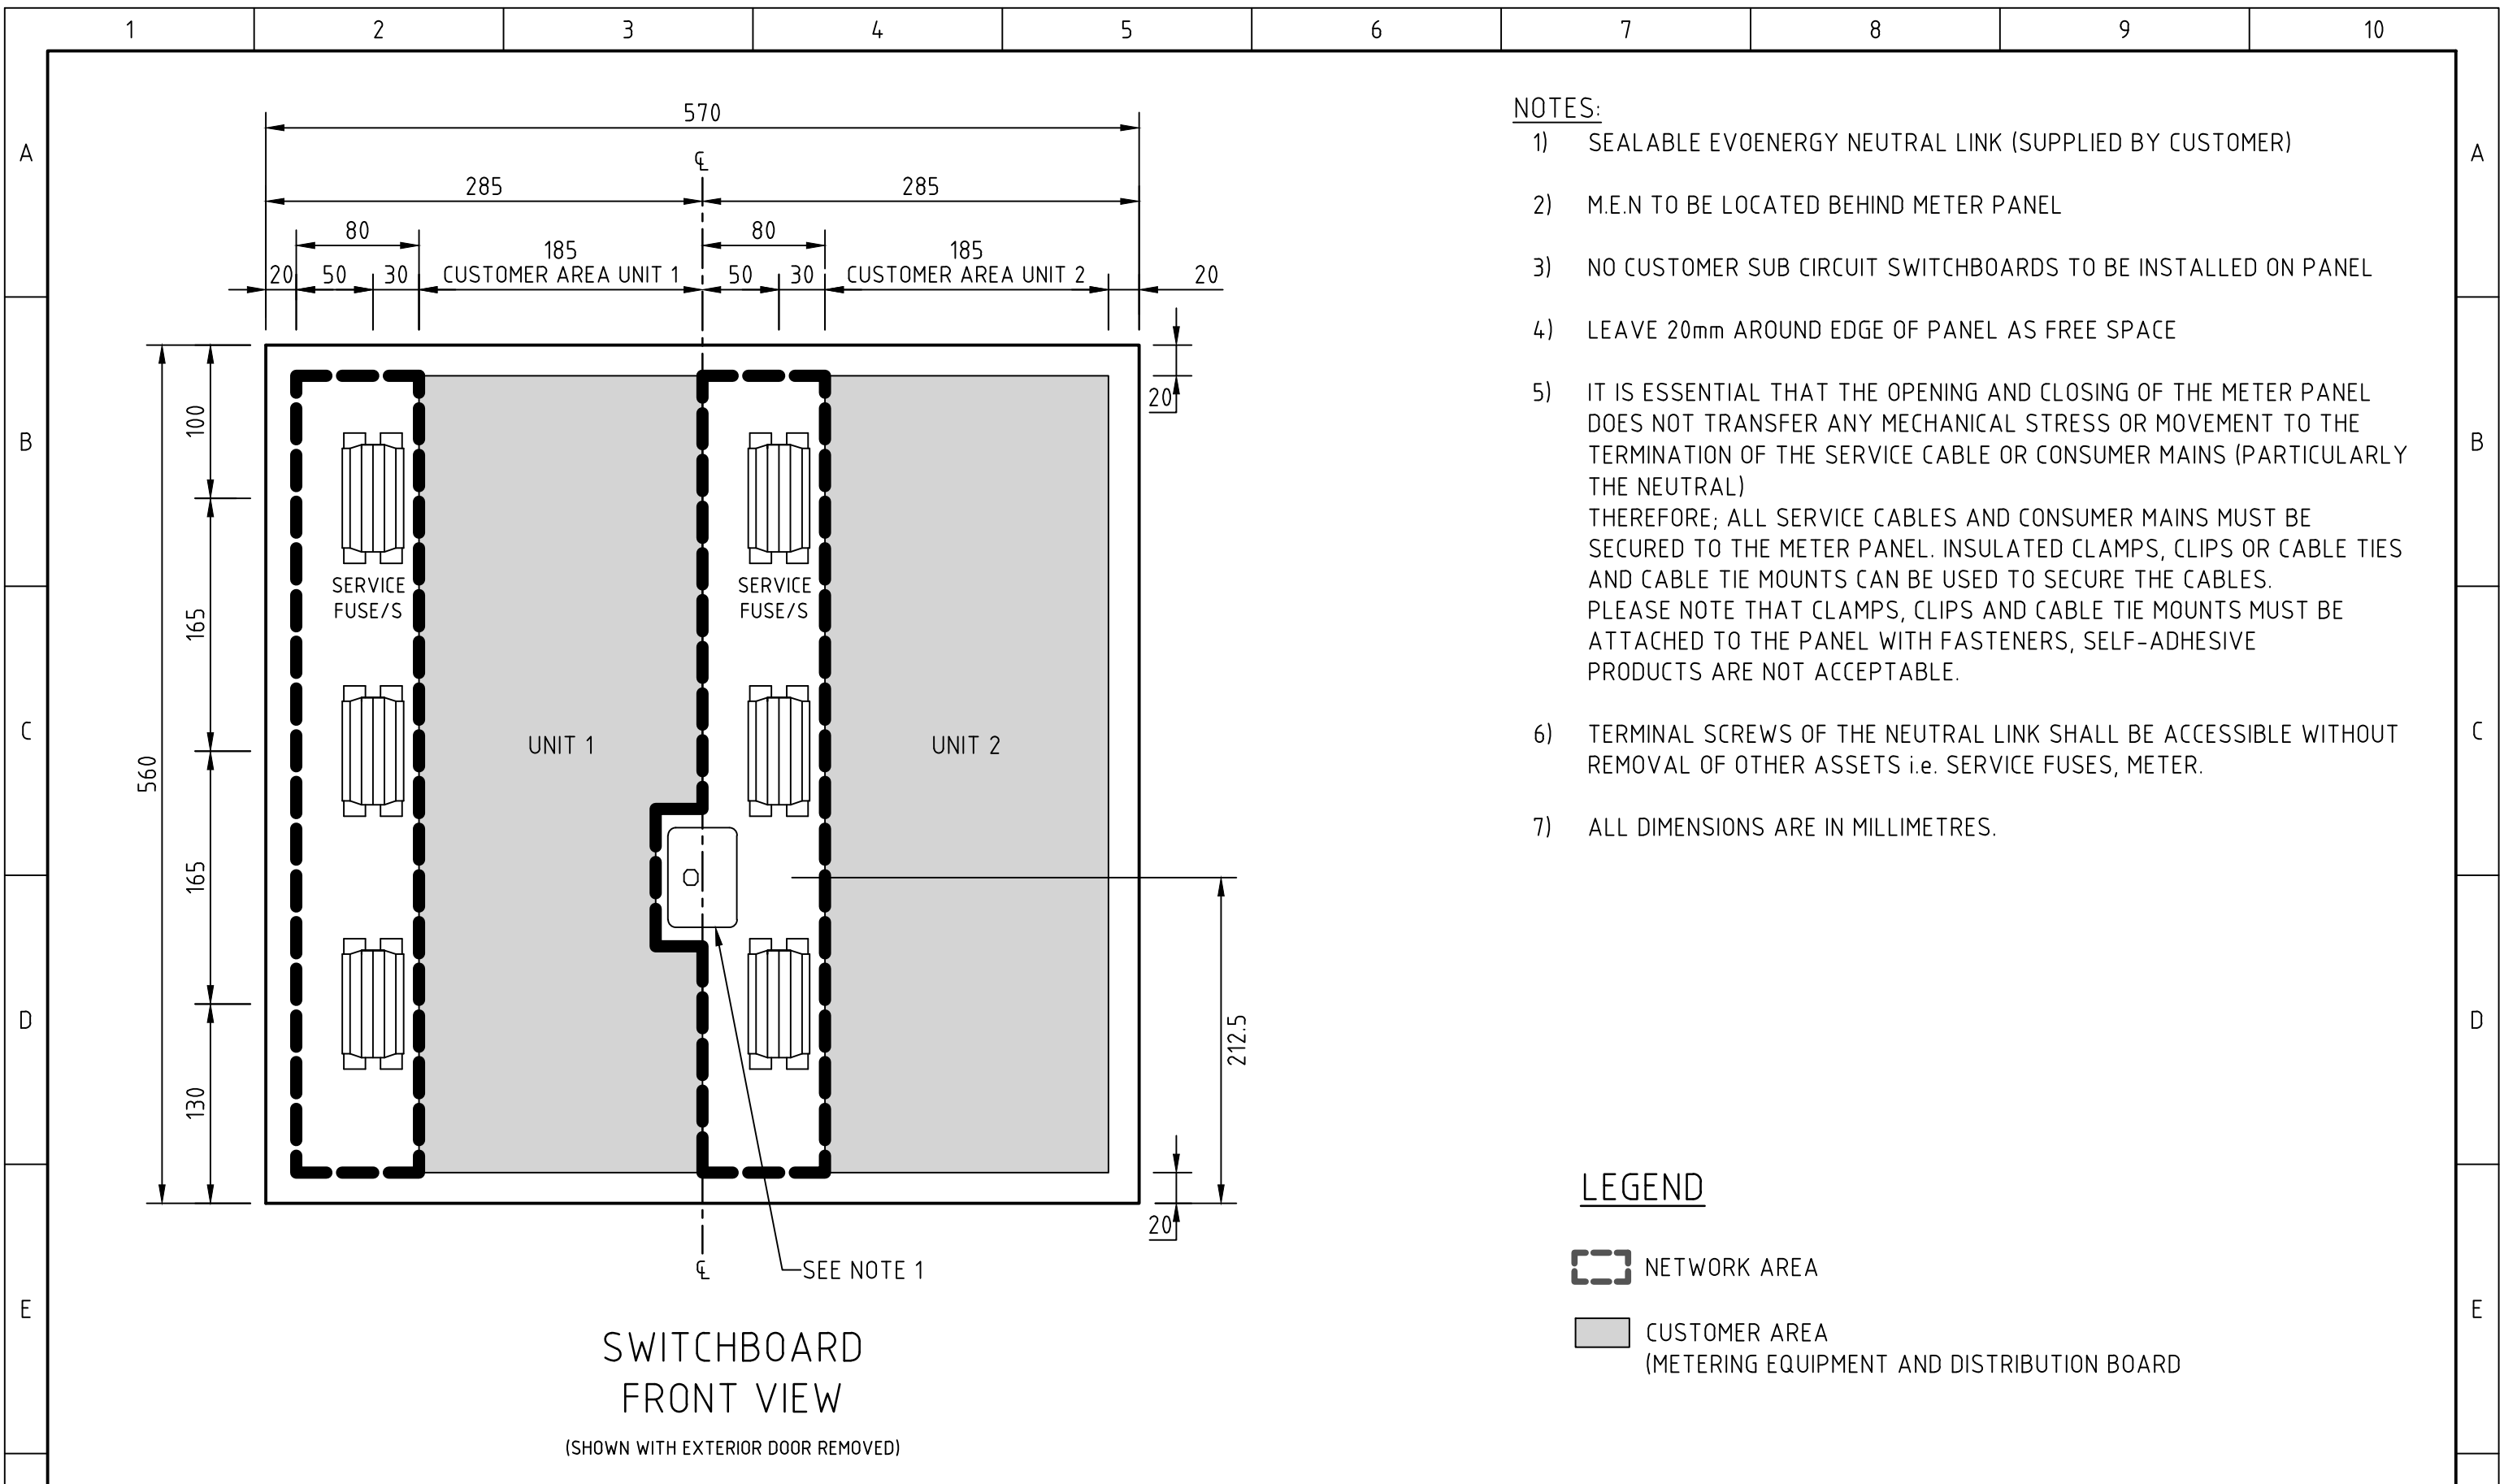 1 2 3 4 5 6 7 8 9 10
A A
B B
C C
D D
E E
570
℄
285 285
80 80
185 185
20 50 30 CUSTOMER AREA UNIT 1 50 30 CUSTOMER AREA UNIT 2 20
20
100
165
560
165
130
SERVICE
FUSE/S
SERVICE
FUSE/S
UNIT 1
UNIT 2
212.5
20
℄
SEE NOTE 1
SWITCHBOARD
FRONT VIEW
(SHOWN WITH EXTERIOR DOOR REMOVED)
NOTES:
1) SEALABLE EVOENERGY NEUTRAL LINK (SUPPLIED BY CUSTOMER)
2) M.E.N TO BE LOCATED BEHIND METER PANEL
3) NO CUSTOMER SUB CIRCUIT SWITCHBOARDS TO BE INSTALLED ON PANEL
4) LEAVE 20mm AROUND EDGE OF PANEL AS FREE SPACE
5) IT IS ESSENTIAL THAT THE OPENING AND CLOSING OF THE METER PANEL
DOES NOT TRANSFER ANY MECHANICAL STRESS OR MOVEMENT TO THE
TERMINATION OF THE SERVICE CABLE OR CONSUMER MAINS (PARTICULARLY
THE NEUTRAL)
THEREFORE; ALL SERVICE CABLES AND CONSUMER MAINS MUST BE
SECURED TO THE METER PANEL. INSULATED CLAMPS, CLIPS OR CABLE TIES
AND CABLE TIE MOUNTS CAN BE USED TO SECURE THE CABLES.
PLEASE NOTE THAT CLAMPS, CLIPS AND CABLE TIE MOUNTS MUST BE
ATTACHED TO THE PANEL WITH FASTENERS, SELF-ADHESIVE
PRODUCTS ARE NOT ACCEPTABLE.
6) TERMINAL SCREWS OF THE NEUTRAL LINK SHALL BE ACCESSIBLE WITHOUT
REMOVAL OF OTHER ASSETS i.e. SERVICE FUSES, METER.
7) ALL DIMENSIONS ARE IN MILLIMETRES.
LEGEND
NETWORK AREA
CUSTOMER AREA
(METERING EQUIPMENT AND DISTRIBUTION BOARD